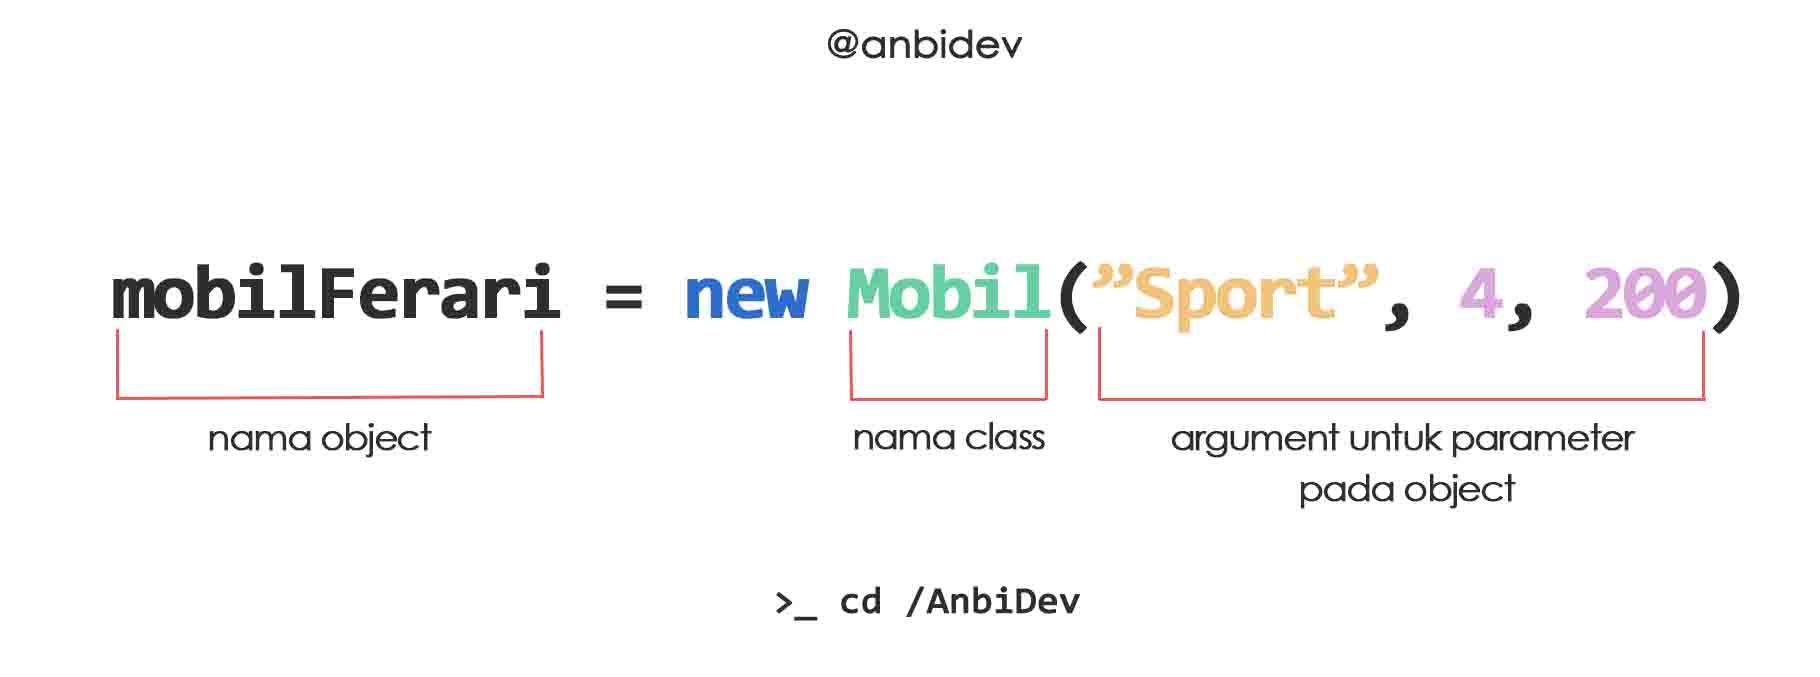 @anbidev
mobilFerari = new Mobil(”Sport”, 4, 200)
nama object
nama class
argument untuk parameter
pada object
>_ cd /AnbiDev